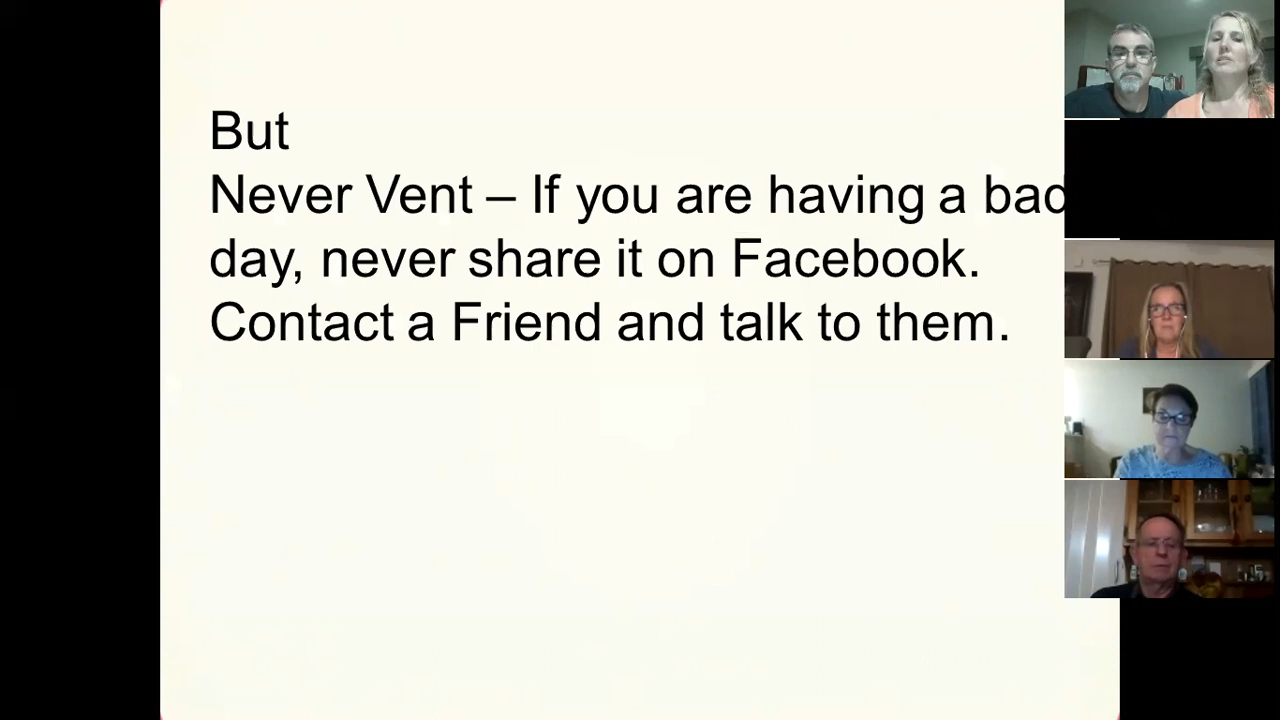 But
Never Vent – If you are having a bad
day, never share it on Facebook.
Contact a Friend and talk to them.